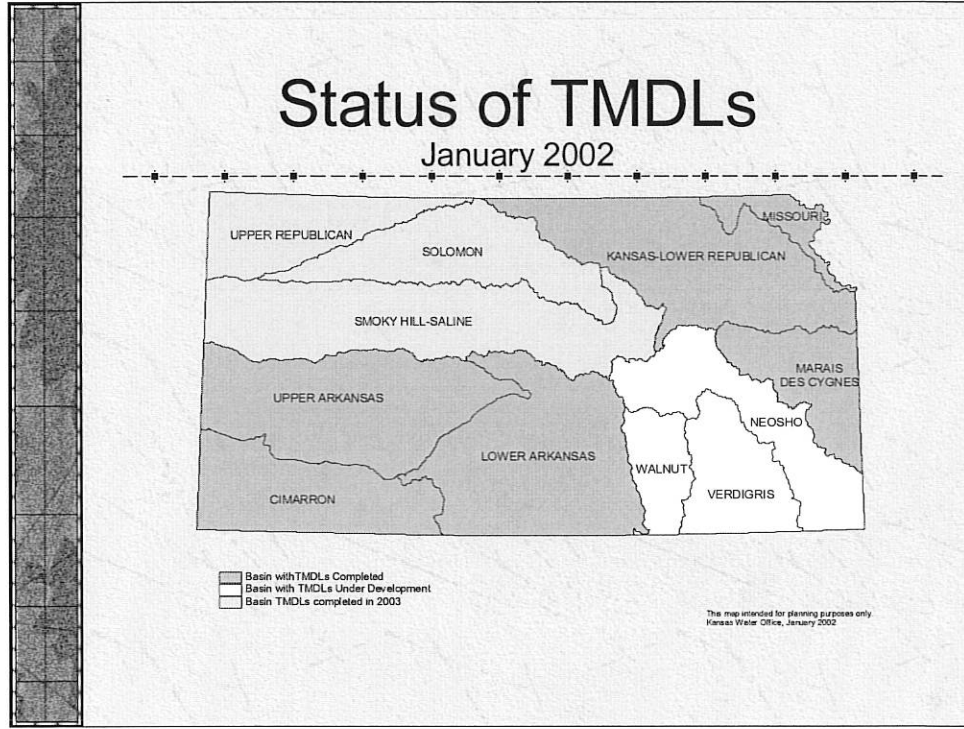 Status of TMDLs
January 2002
MISSOURI
UPPER REPUBLICAN
SOLOMON
KANSAS-LOWER REPUBLICAN
SMOKY HILL-SALINE
MARAIS
DES CYGNES
UPPER ARKANSAS
NEOSHO
LOWER ARKANSAS
WALNUT
VERDIGRIS
CIMARRON
Basin withTMDLs Completed
Basin with TMDLs Under Development
Basin TMDLs completed in 2003
This map intended for planning purposes only.
Kansas Water Office, January 2002